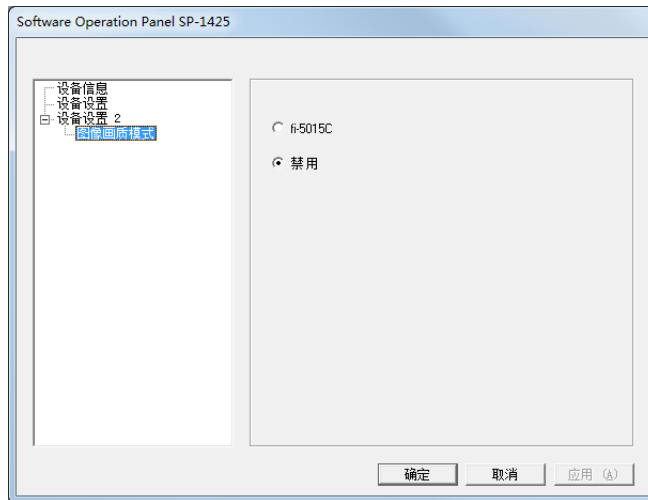 Software Operation Panel SP-1425
设备信息
设备设置
设备设置 2
图像画质模式
fi-5015C
禁用
确定
取消
应用 (A)